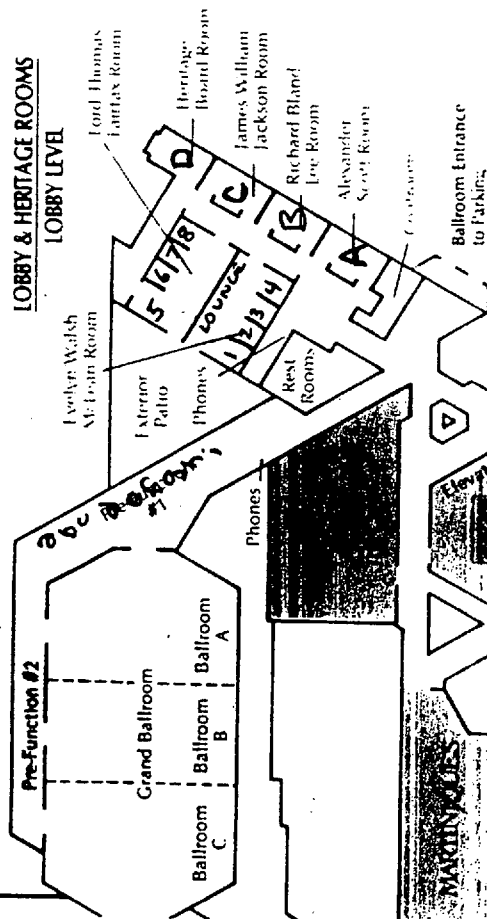 LOBBY & HERITAGE ROOMS
LOBBY LEVEL
Lord Thomas
Fairfax Room
Heritage
Board Room
James William
Jackson Room
Richard Bland
Lee Room
Alexander
Scott Room
Ballroom Entrance
to Parking
D
C
B
A
5 6 7 8
LOUNGE
1 2 3 4
Evelyn Walsh
McLean Room
Exterior
Patio
Phones
Rest
Rooms
#1
Phones
Pre-Function #2
Grand Ballroom
Ballroom
A
Ballroom
B
Ballroom
C
MARTINIQUES